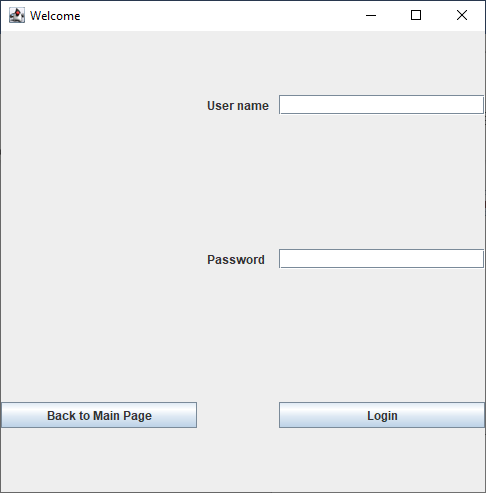 Welcome
User name
Password
Back to Main Page
Login